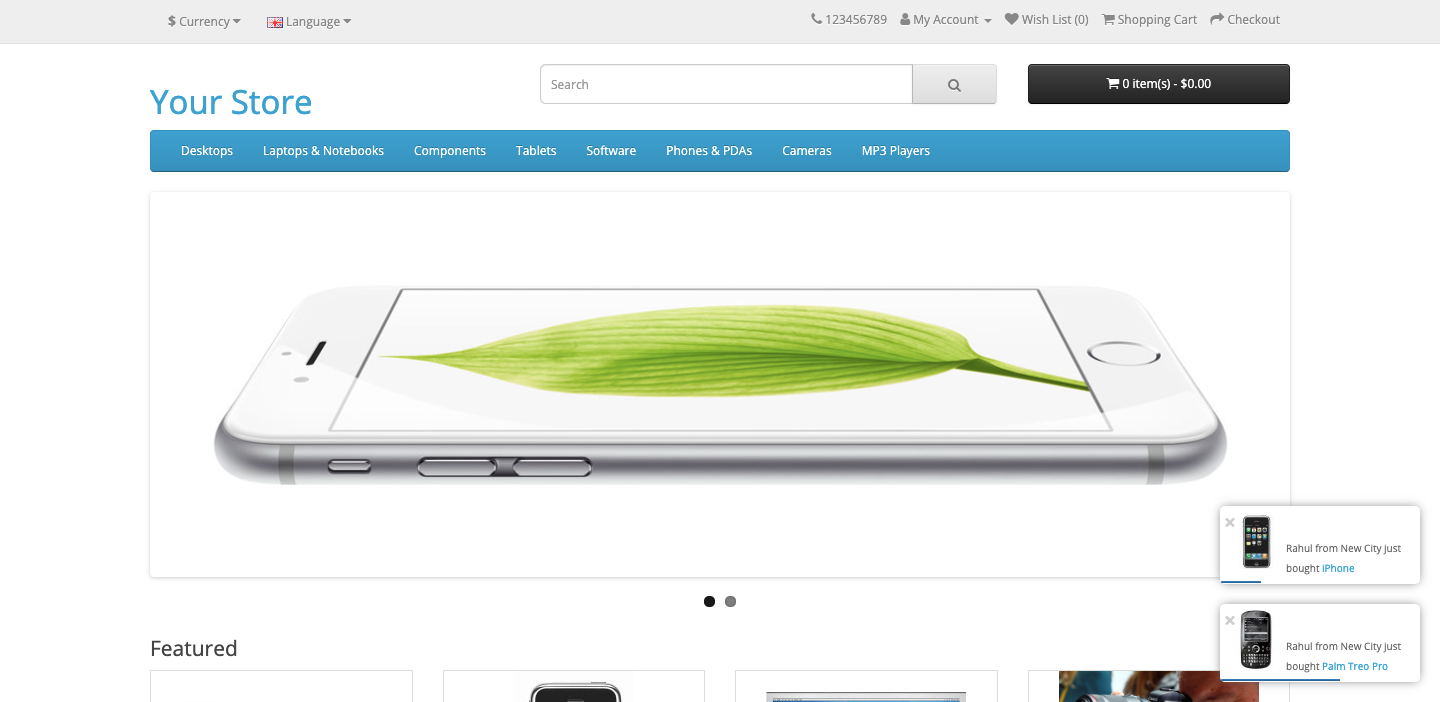 $ Currency
Language
123456789
My Account
Wish List (0)
Shopping Cart
Checkout
Your Store
Search
0 item(s) - $0.00
Desktops
Laptops & Notebooks
Components
Tablets
Software
Phones & PDAs
Cameras
MP3 Players
Rahul from New City just
bought iPhone
Rahul from New City just
bought Palm Treo Pro
Featured